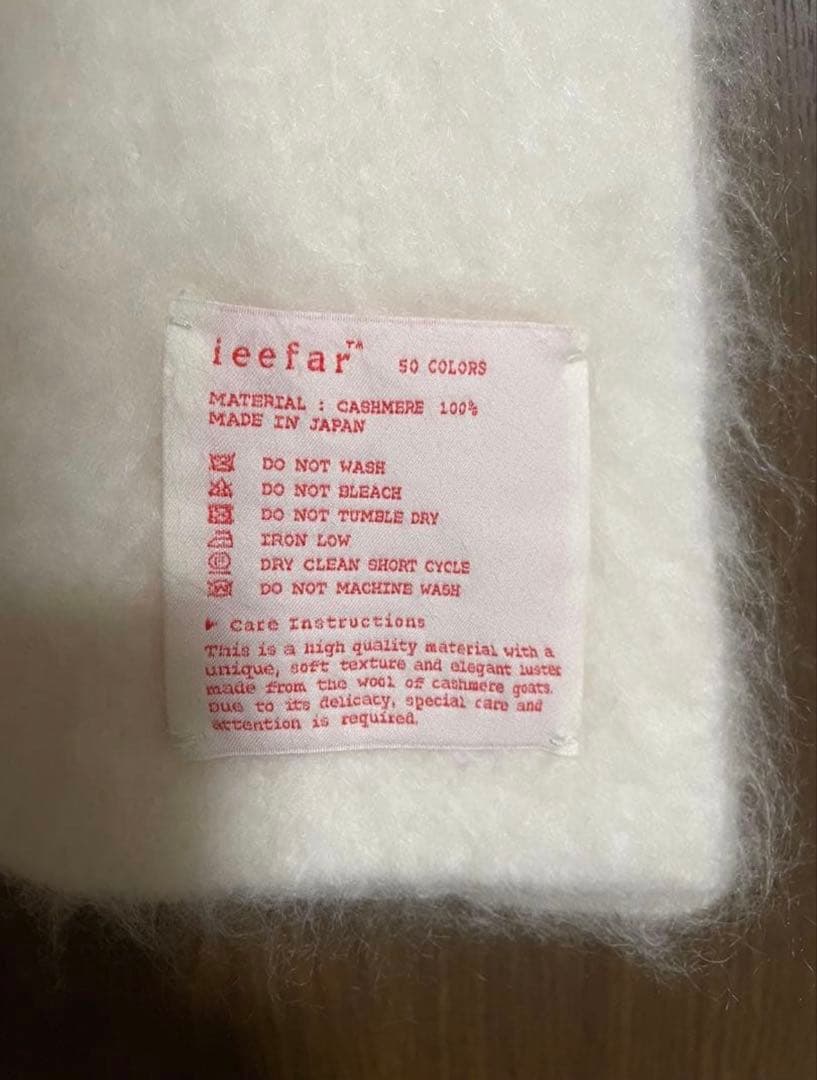 ieefar™ 50 COLORS
MATERIAL : CASHMERE 100%
MADE IN JAPAN
DO NOT WASH
DO NOT BLEACH
DO NOT TUMBLE DRY
IRON LOW
DRY CLEAN SHORT CYCLE
DO NOT MACHINE WASH
Care Instructions
This is a high quality material with a
unique, soft texture and elegant luster
made from the wool of cashmere goats.
Due to its delicacy, special care and
attention is required.